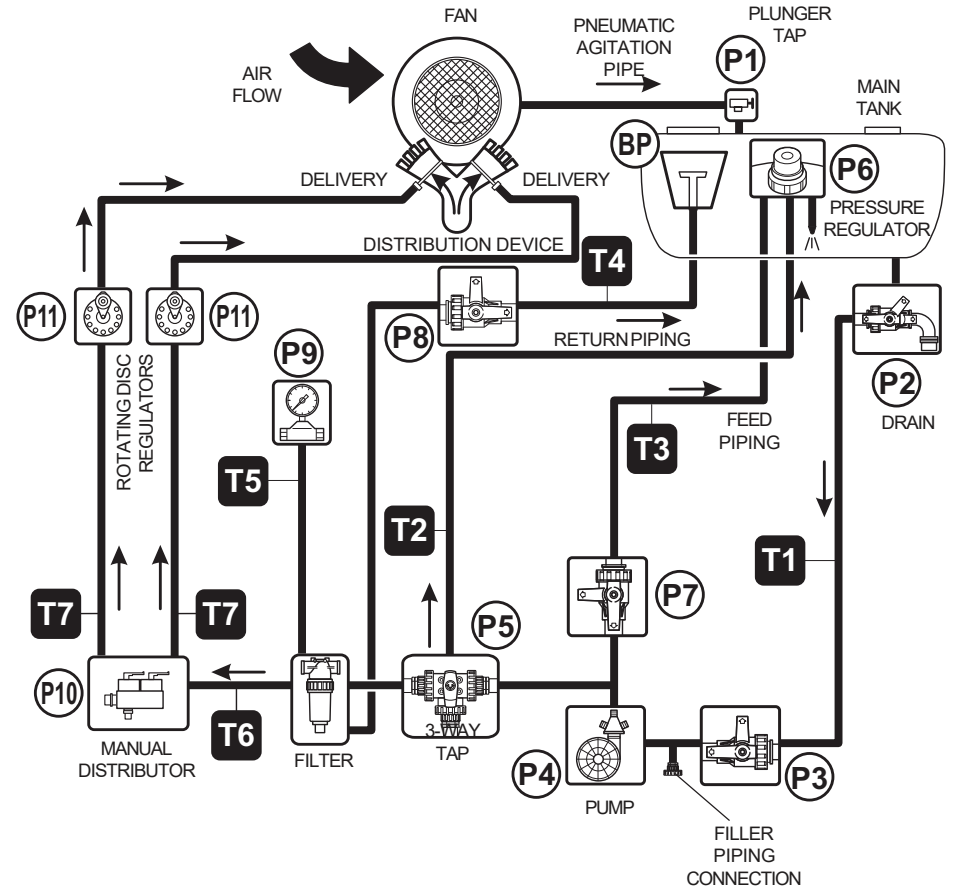 FAN
PNEUMATIC
AGITATION
PIPE
PLUNGER
TAP
P1
AIR
FLOW
MAIN
TANK
BP
P6
DELIVERY
DELIVERY
PRESSURE
REGULATOR
DISTRIBUTION DEVICE
T4
P11
P11
P8
RETURN PIPING
P9
P2
DRAIN
ROTATING DISC
REGULATORS
T3
FEED
PIPING
T5
T2
T1
T7
T7
P7
P5
P10
T6
3-WAY
TAP
MANUAL
DISTRIBUTOR
FILTER
P4
P3
PUMP
FILLER
PIPING
CONNECTION